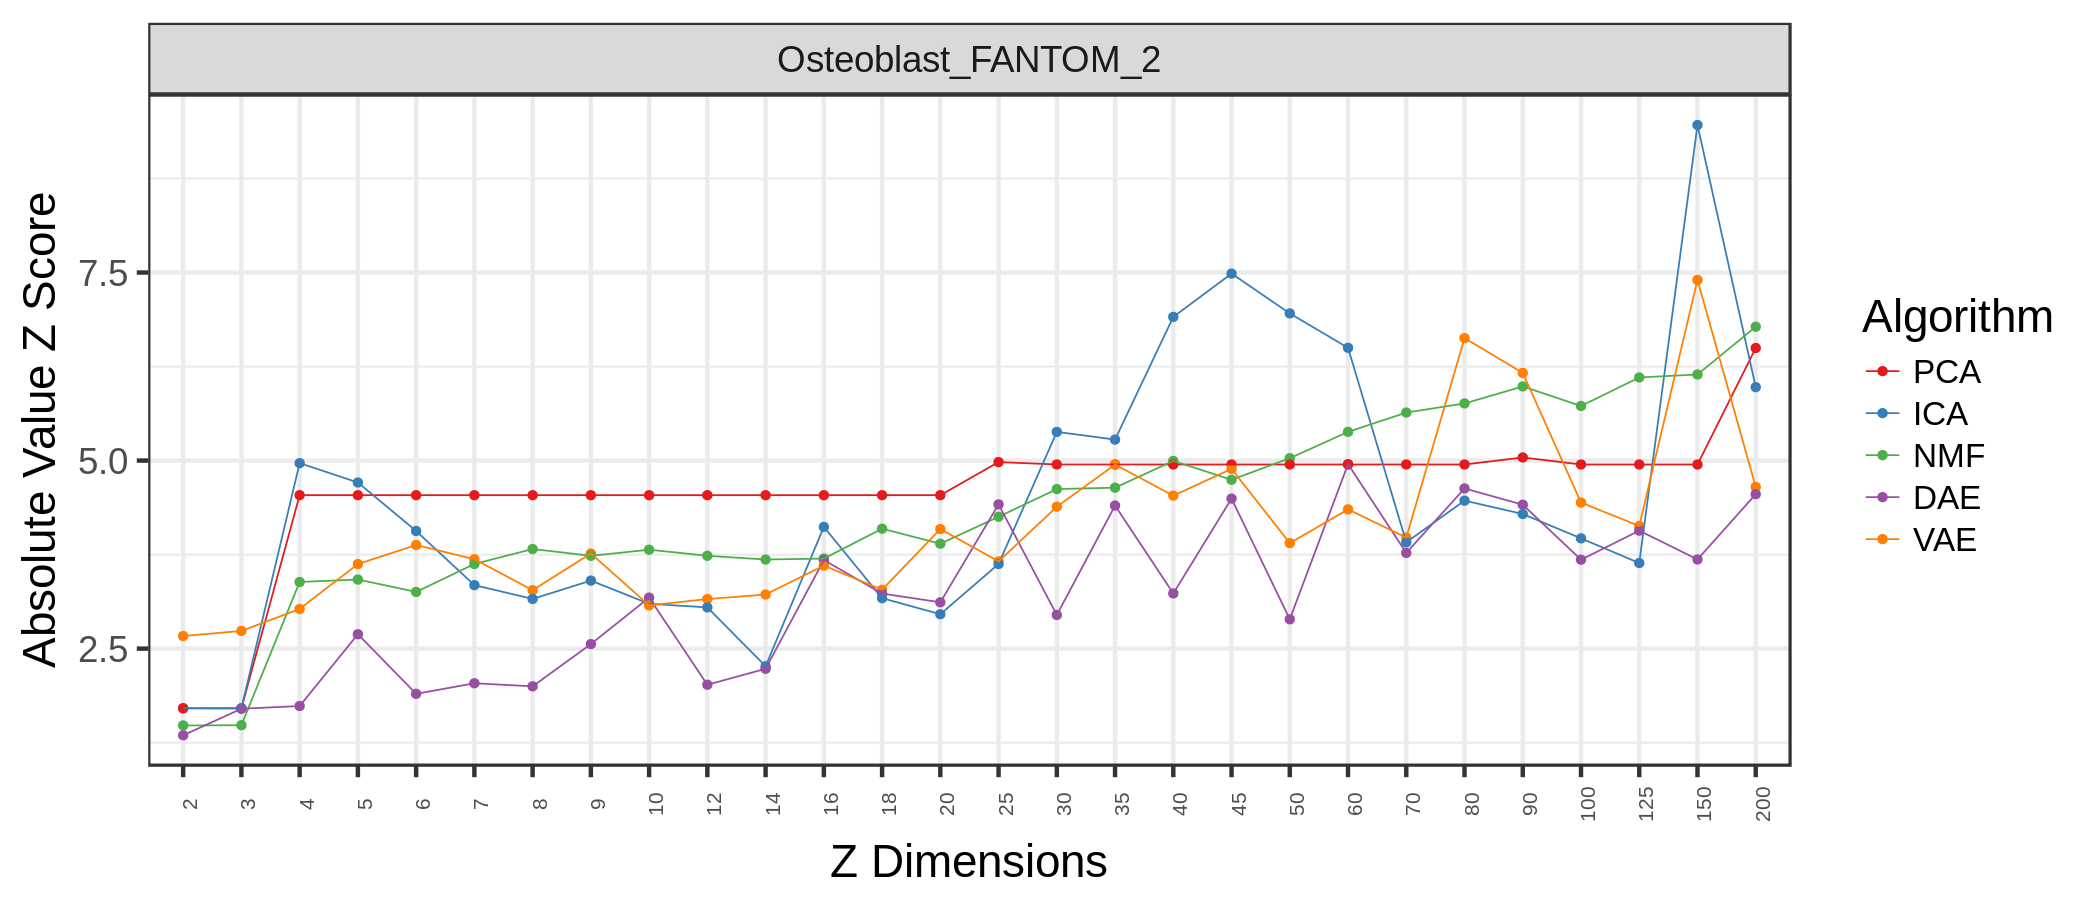 Osteoblast_FANTOM_2
Absolute Value Z Score
7.5
5.0
2.5
2 3 4 5 6 7 8 9 10 12 14 16 18 20 25 30 35 40 45 50 60 70 80 90 100 125 150 200
Z Dimensions
Algorithm
PCA
ICA
NMF
DAE
VAE